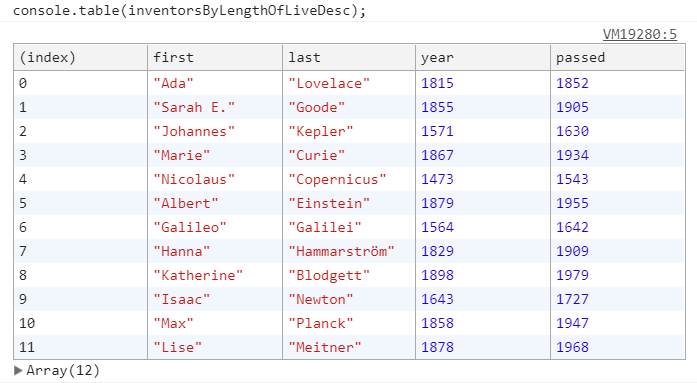 console.table(inventorsByLengthOfLiveDesc);
VM19280:5
(index) first last year passed
0 "Ada" "Lovelace" 1815 1852
1 "Sarah E." "Goode" 1855 1905
2 "Johannes" "Kepler" 1571 1630
3 "Marie" "Curie" 1867 1934
4 "Nicolaus" "Copernicus" 1473 1543
5 "Albert" "Einstein" 1879 1955
6 "Galileo" "Galilei" 1564 1642
7 "Hanna" "Hammarström" 1829 1909
8 "Katherine" "Blodgett" 1898 1979
9 "Isaac" "Newton" 1643 1727
10 "Max" "Planck" 1858 1947
11 "Lise" "Meitner" 1878 1968
Array(12)